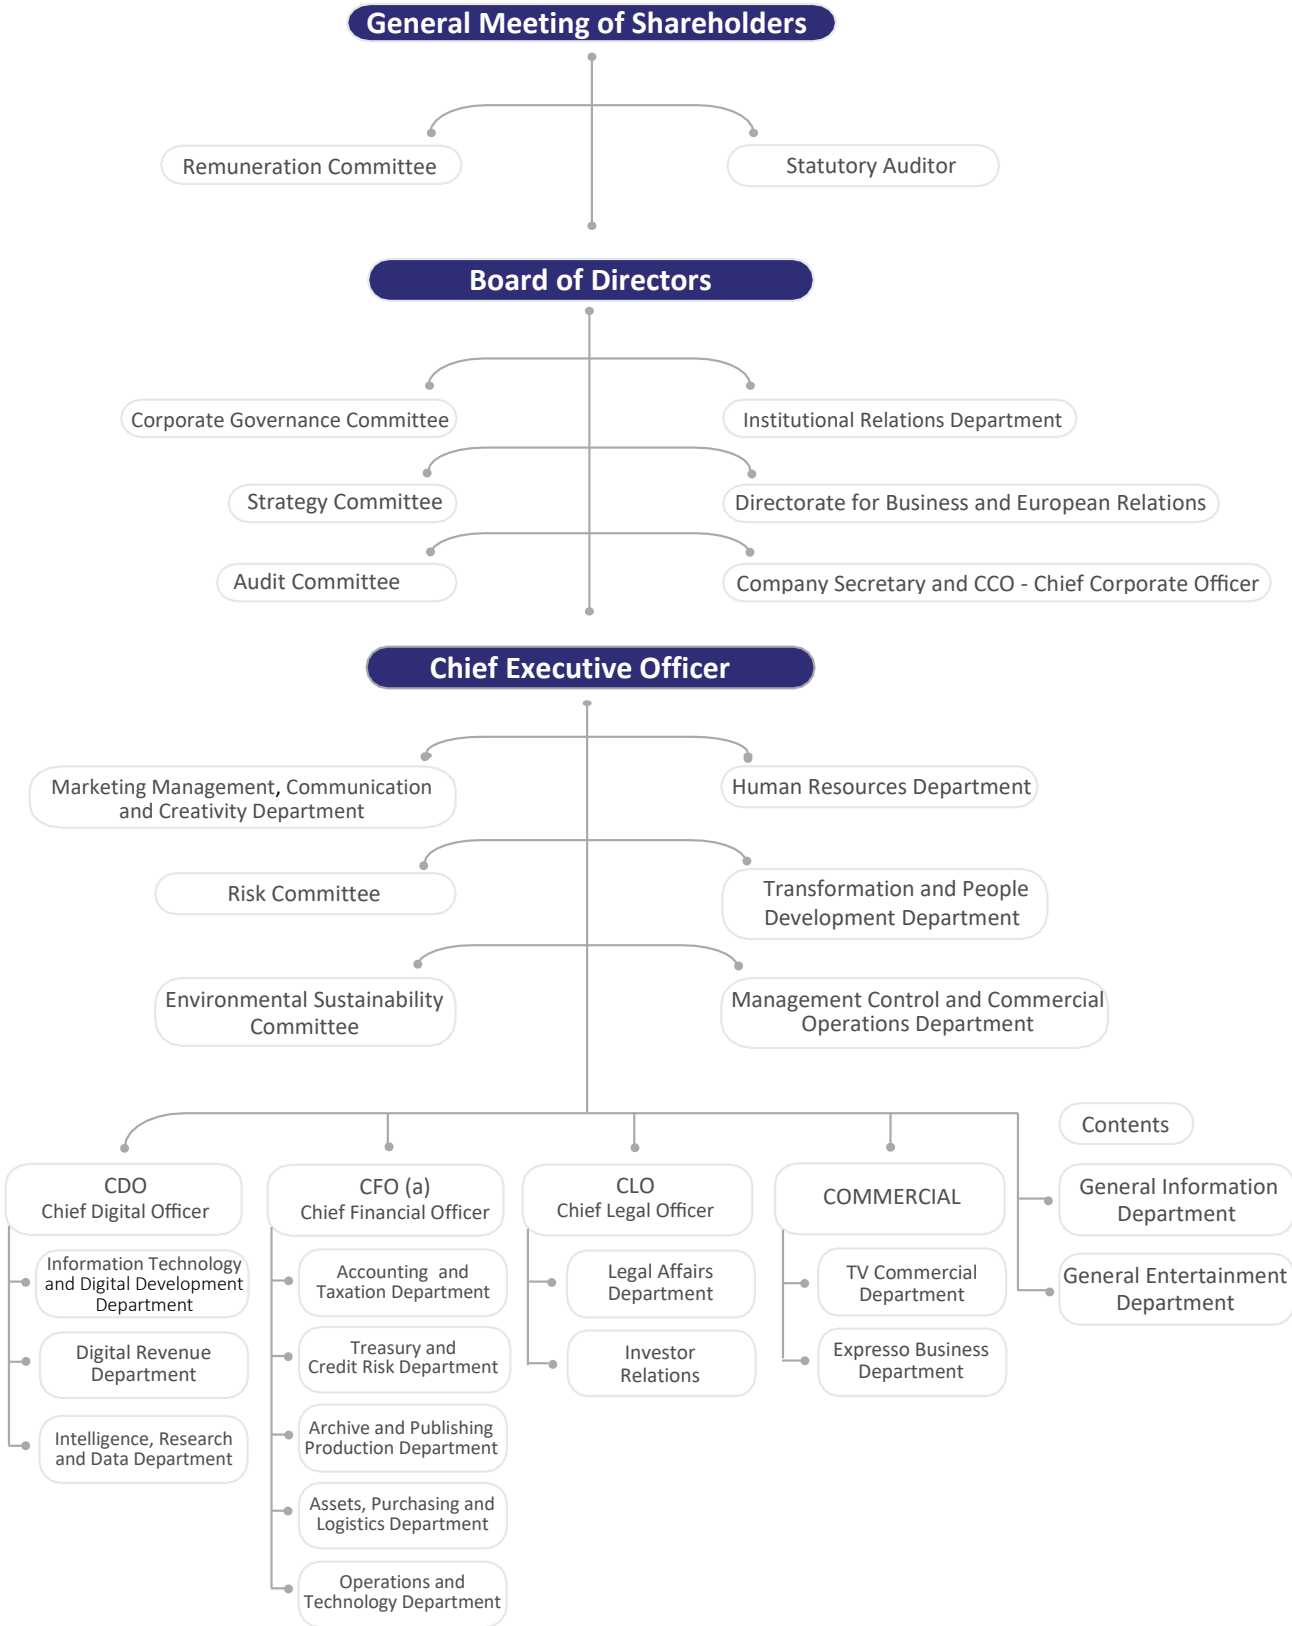 General Meeting of Shareholders
Remuneration Committee
Statutory Auditor
Board of Directors
Corporate Governance Committee
Institutional Relations Department
Strategy Committee
Directorate for Business and European Relations
Audit Committee
Company Secretary and CCO - Chief Corporate Officer
Chief Executive Officer
Marketing Management, Communication
and Creativity Department
Human Resources Department
Risk Committee
Transformation and People
Development Department
Environmental Sustainability
Committee
Management Control and Commercial
Operations Department
CDO
Chief Digital Officer
Information Technology
and Digital Development
Department
Digital Revenue
Department
Intelligence, Research
and Data Department
CFO (a)
Chief Financial Officer
Accounting and
Taxation Department
Treasury and
Credit Risk Department
Archive and Publishing
Production Department
Assets, Purchasing and
Logistics Department
Operations and
Technology Department
CLO
Chief Legal Officer
Legal Affairs
Department
Investor
Relations
COMMERCIAL
TV Commercial
Department
Expresso Business
Department
Contents
General Information
Department
General Entertainment
Department